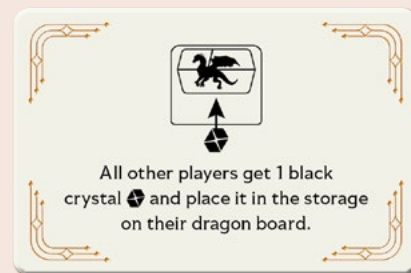 All other players get 1 black
crystal and place it in the storage
on their dragon board.